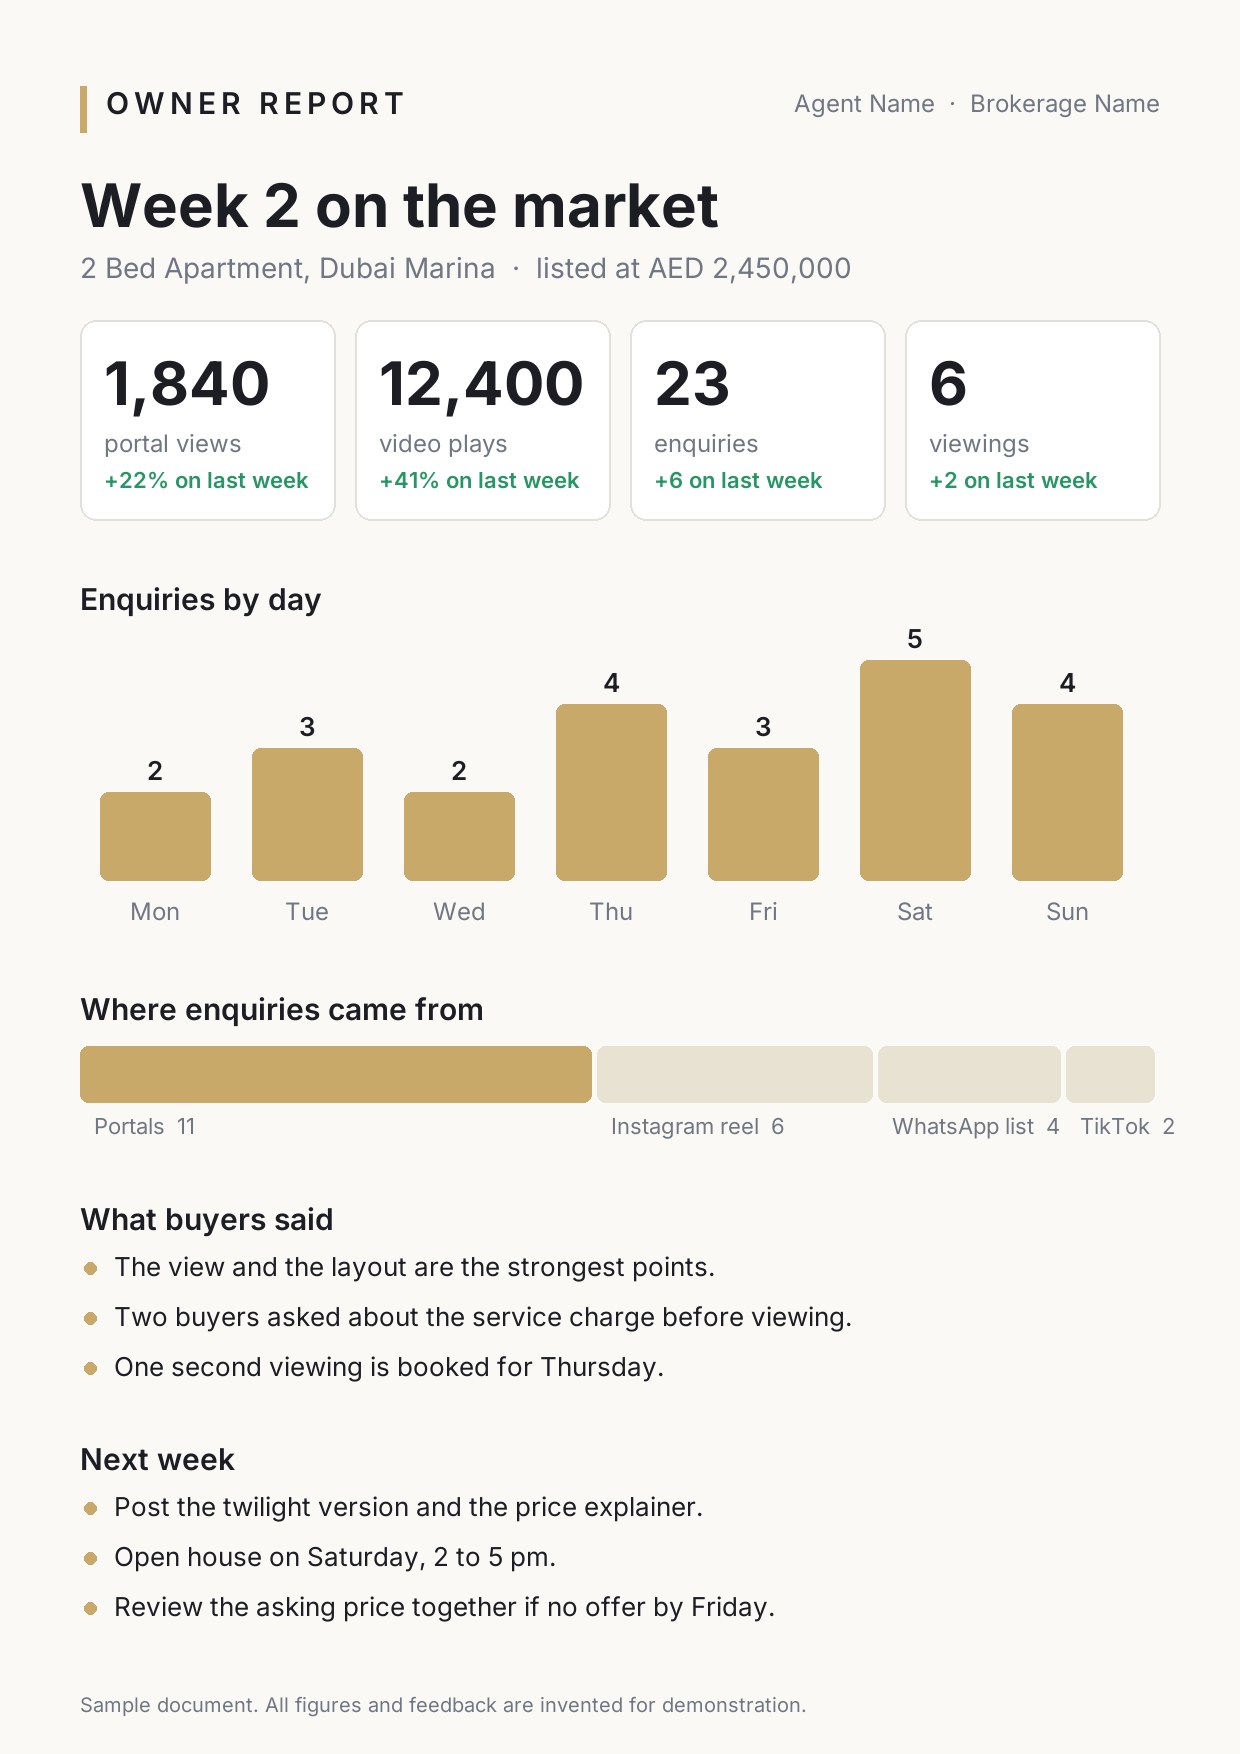 OWNER REPORT
Agent Name · Brokerage Name
Week 2 on the market
2 Bed Apartment, Dubai Marina · listed at AED 2,450,000
1,840
portal views
+22% on last week
12,400
video plays
+41% on last week
23
enquiries
+6 on last week
6
viewings
+2 on last week
Enquiries by day
2
3
2
4
3
5
4
Mon
Tue
Wed
Thu
Fri
Sat
Sun
Where enquiries came from
Portals 11
Instagram reel 6
WhatsApp list 4
TikTok 2
What buyers said
The view and the layout are the strongest points.
Two buyers asked about the service charge before viewing.
One second viewing is booked for Thursday.
Next week
Post the twilight version and the price explainer.
Open house on Saturday, 2 to 5 pm.
Review the asking price together if no offer by Friday.
Sample document. All figures and feedback are invented for demonstration.